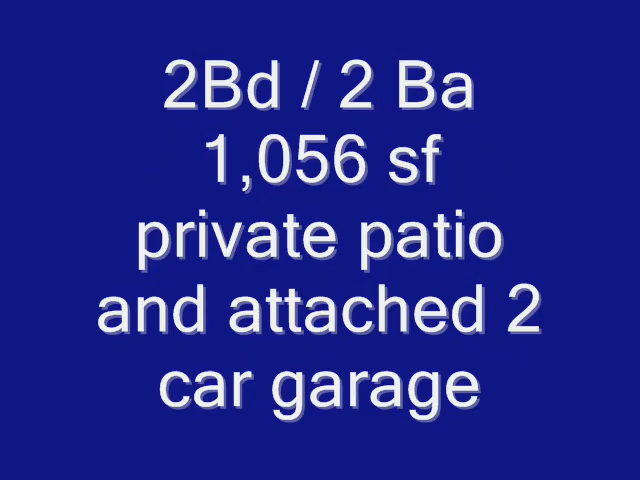 2Bd / 2 Ba
1,056 sf
private patio
and attached 2
car garage